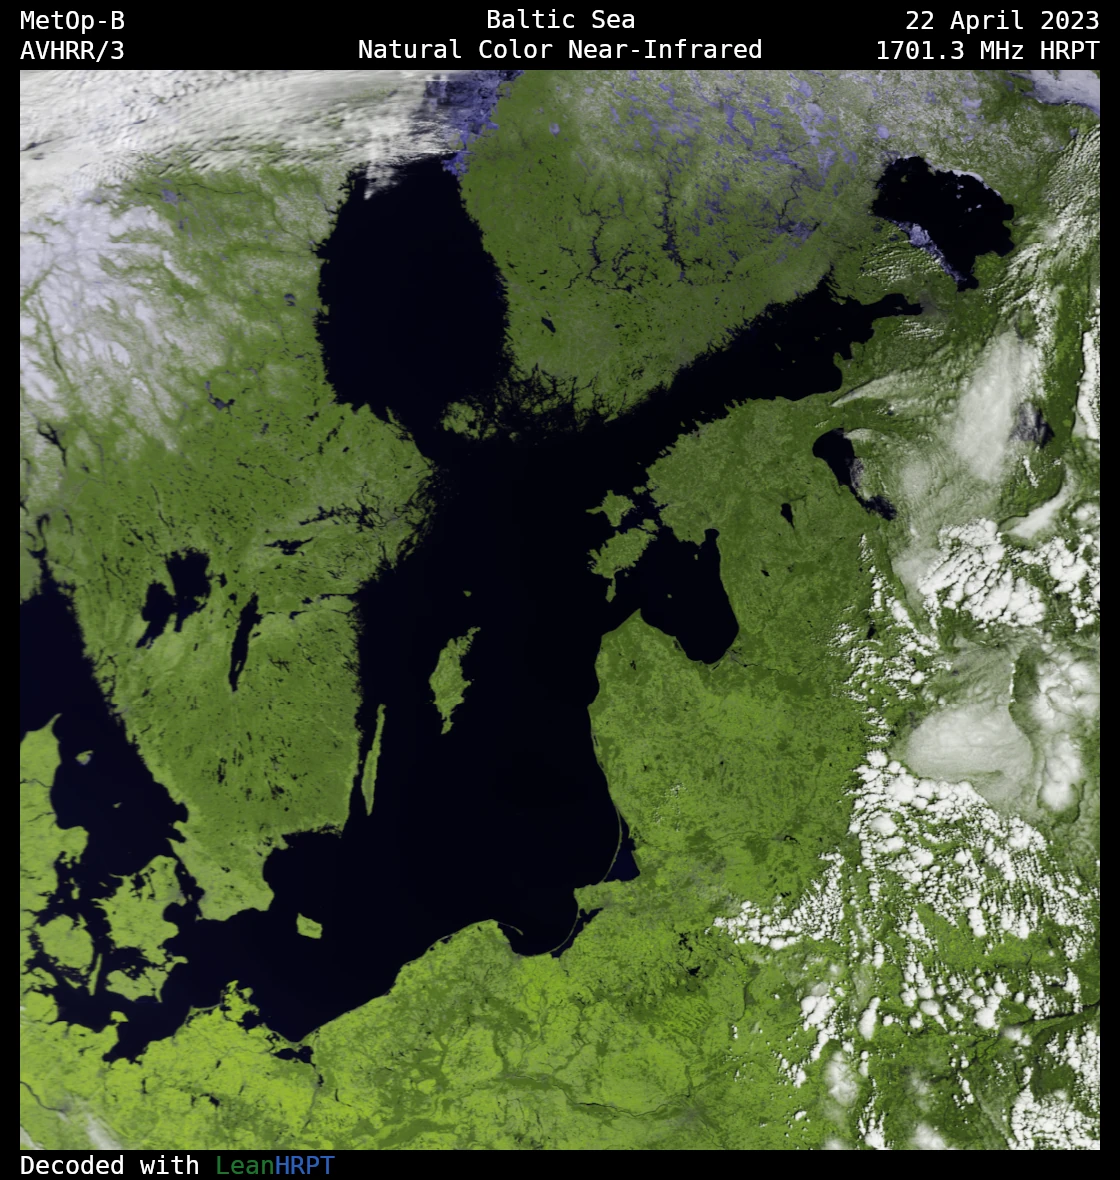 MetOp-B
Baltic Sea
22 April 2023
AVHRR/3
Natural Color Near-Infrared
1701.3 MHz HRPT
Decoded with LeanHRPT